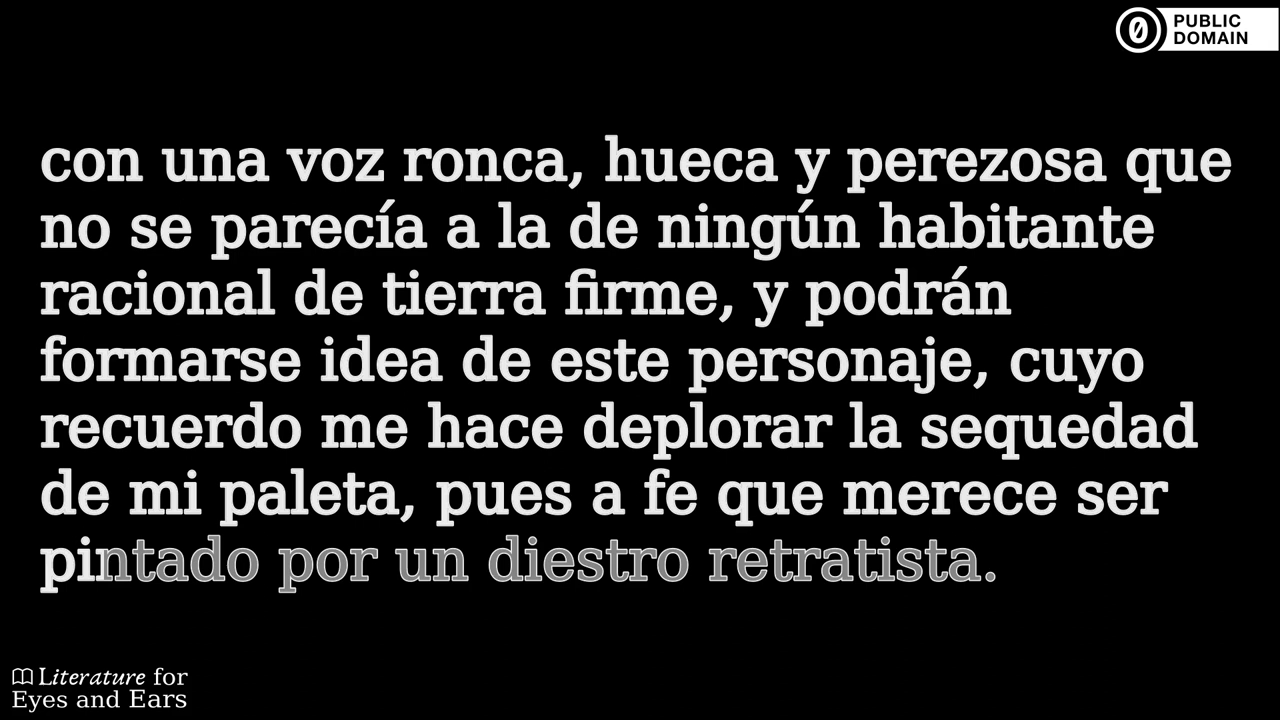 PUBLIC
DOMAIN
con una voz ronca, hueca y perezosa que
no se parecía a la de ningún habitante
racional de tierra firme, y podrán
formarse idea de este personaje, cuyo
recuerdo me hace deplorar la sequedad
de mi paleta, pues a fe que merece ser
pintado por un diestro retratista.
Literature for
Eyes and Ears